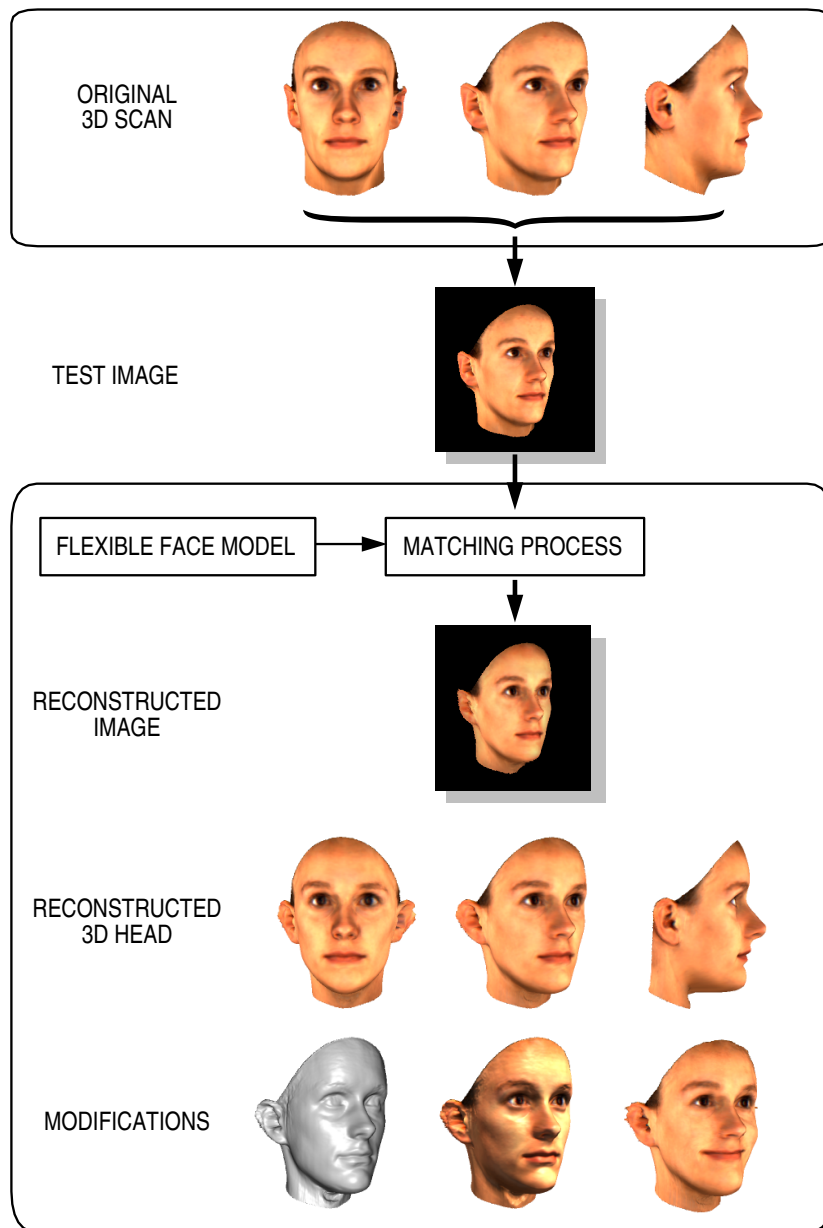 ORIGINAL
3D SCAN
TEST IMAGE
FLEXIBLE FACE MODEL
MATCHING PROCESS
RECONSTRUCTED
IMAGE
RECONSTRUCTED
3D HEAD
MODIFICATIONS